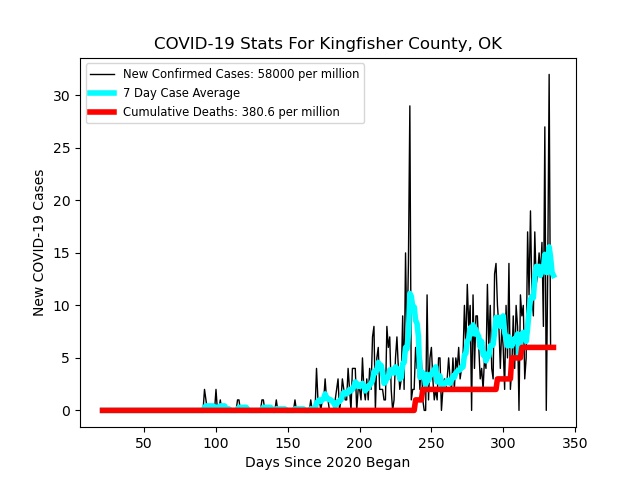 COVID-19 Stats For Kingfisher County, OK
New Confirmed Cases: 58000 per million
7 Day Case Average
Cumulative Deaths: 380.6 per million
New COVID-19 Cases
30
25
20
15
10
5
0
50 100 150 200 250 300 350
Days Since 2020 Began